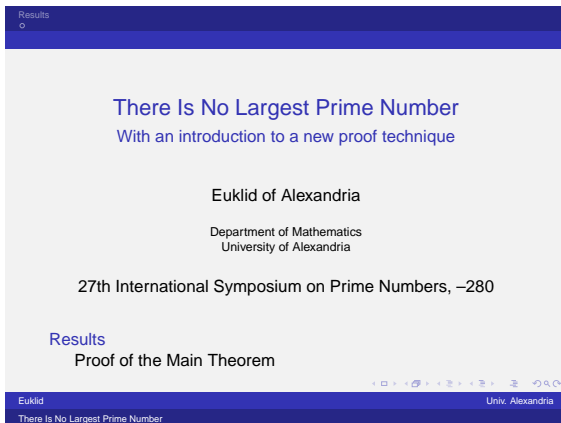 Results
There Is No Largest Prime Number
With an introduction to a new proof technique
Euklid of Alexandria
Department of Mathematics
University of Alexandria
27th International Symposium on Prime Numbers, –280
Results
Proof of the Main Theorem
Euklid Univ. Alexandria
There Is No Largest Prime Number